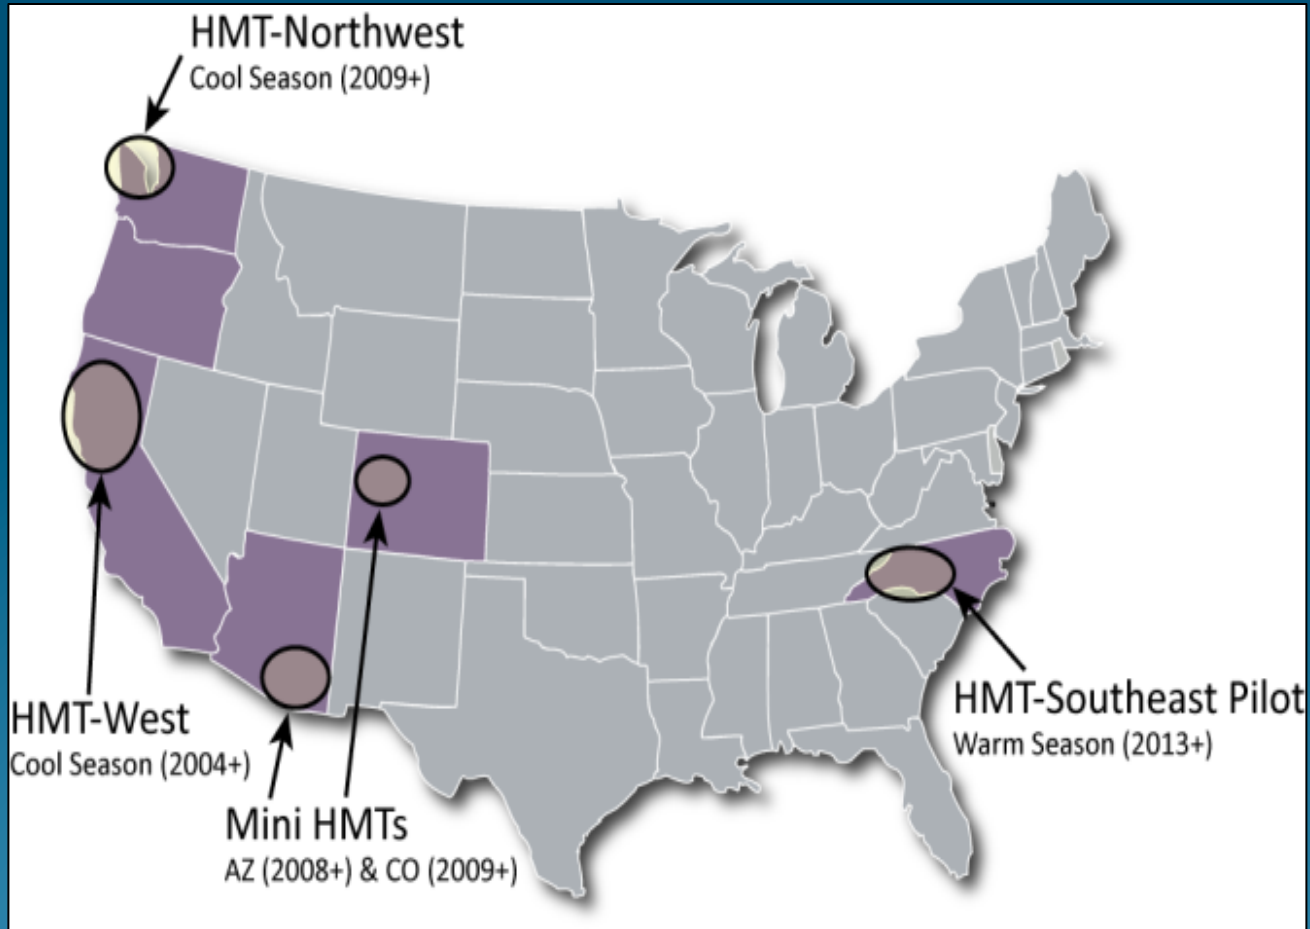 HMT-Northwest
Cool Season (2009+)
HMT-West
Cool Season (2004+)
Mini HMTs
AZ (2008+) & CO (2009+)
HMT-Southeast Pilot
Warm Season (2013+)